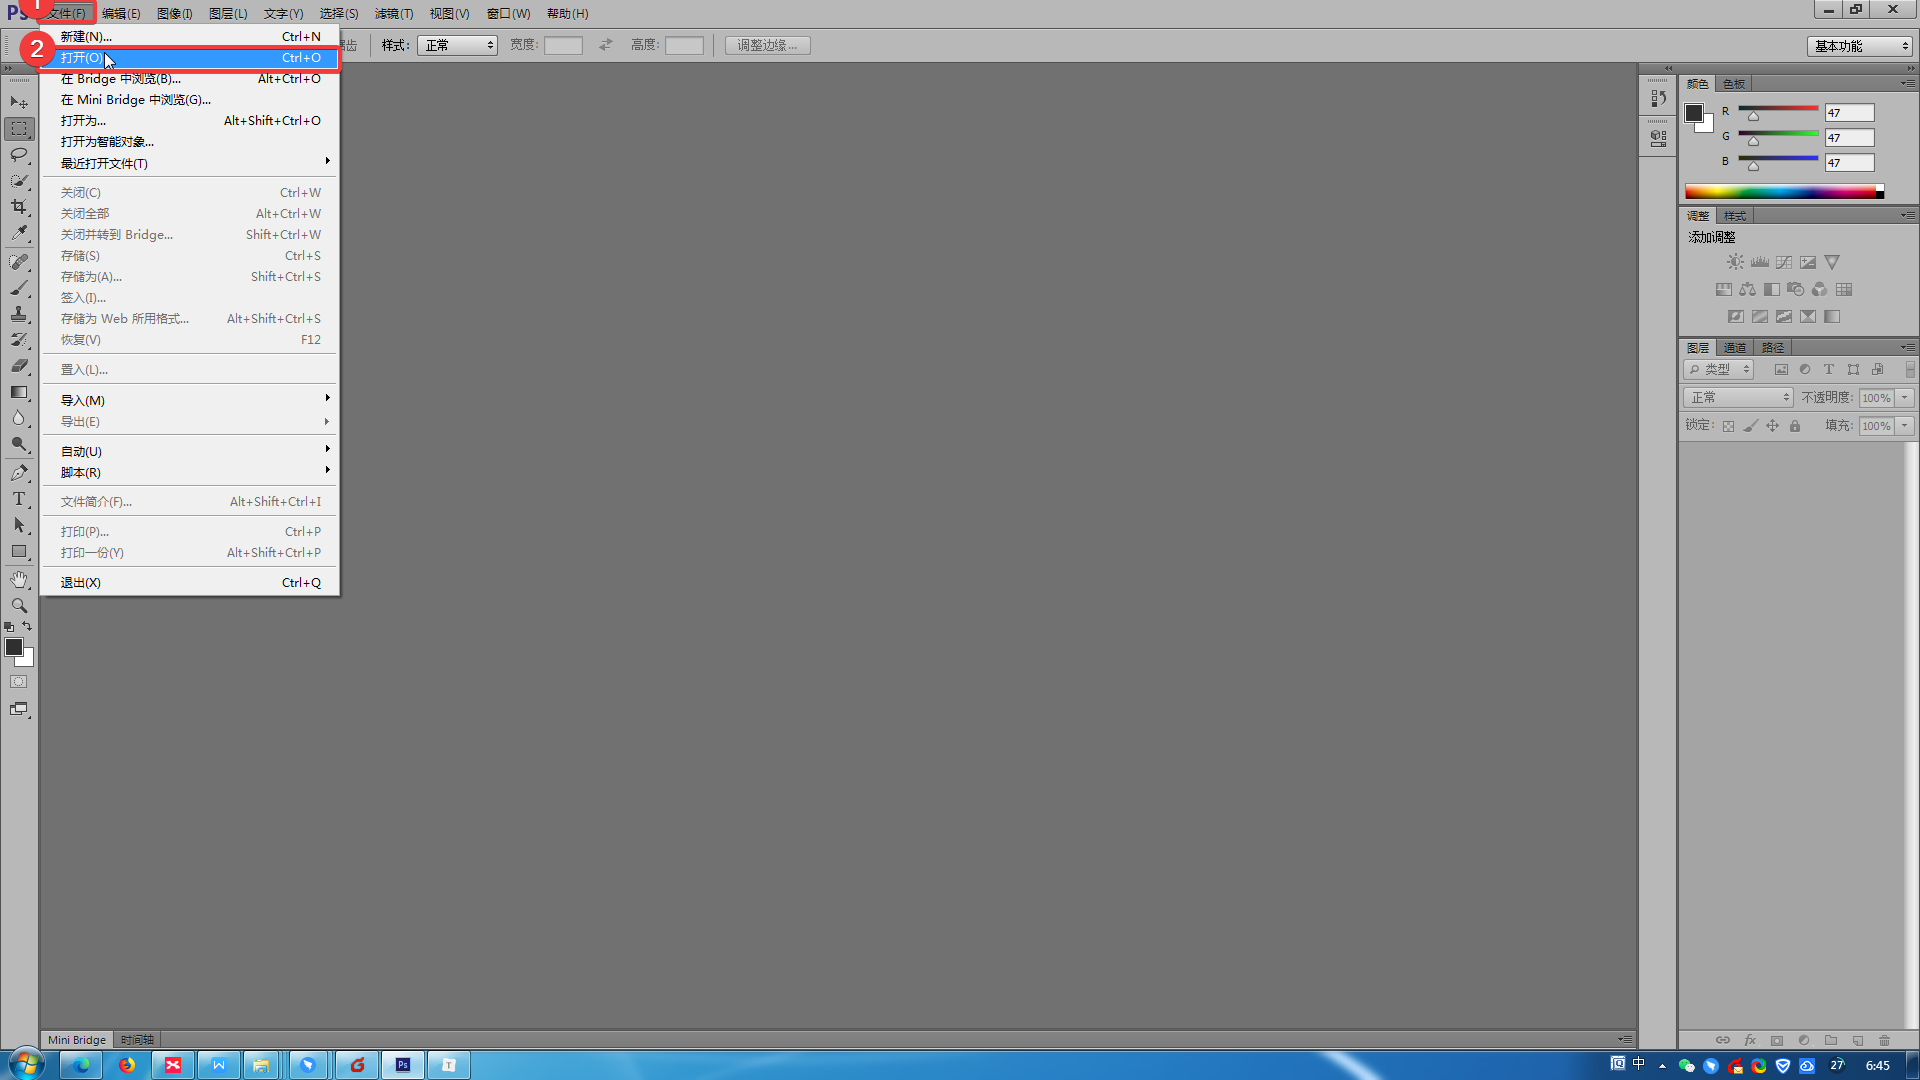 PS 文件(F) 编辑(E) 图像(I) 图层(L) 文字(Y) 选择(S) 滤镜(T) 视图(V) 窗口(W) 帮助(H)
1
2
样式: 正常 宽度: 高度: 调整边缘... 基本功能
新建(N)... Ctrl+N
打开(O) Ctrl+O
在 Bridge 中浏览(B)... Alt+Ctrl+O
在 Mini Bridge 中浏览(G)...
打开为... Alt+Shift+Ctrl+O
打开为智能对象...
最近打开文件(T)
关闭(C) Ctrl+W
关闭全部 Alt+Ctrl+W
关闭并转到 Bridge... Shift+Ctrl+W
存储(S) Ctrl+S
存储为(A)... Shift+Ctrl+S
签入(I)...
存储为 Web 所用格式... Alt+Shift+Ctrl+S
恢复(V) F12
置入(L)...
导入(M)
导出(E)
自动(U)
脚本(R)
文件简介(F)... Alt+Shift+Ctrl+I
打印(P)... Ctrl+P
打印一份(Y) Alt+Shift+Ctrl+P
退出(X) Ctrl+Q
颜色 色板
R 47
G 47
B 47
调整 样式
添加调整
图层 通道 路径
类型
正常 不透明度: 100%
锁定: 填充: 100%
Mini Bridge 时间轴
Ps T 中 27 6:45